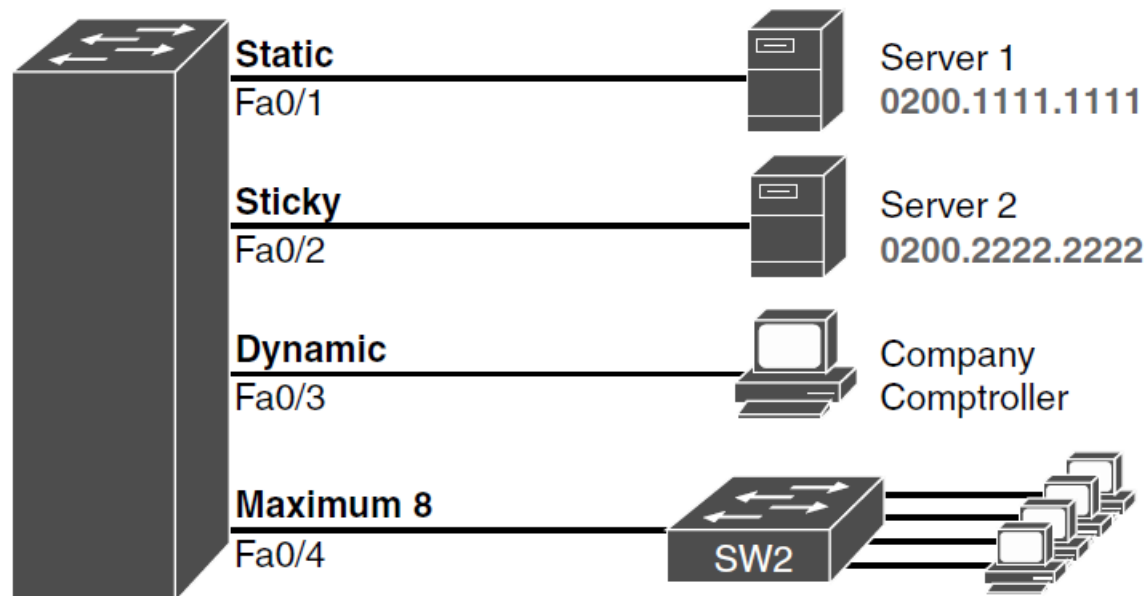 Static
Fa0/1
Server 1
0200.1111.1111
Sticky
Fa0/2
Server 2
0200.2222.2222
Dynamic
Fa0/3
Company
Comptroller
Maximum 8
Fa0/4
SW2